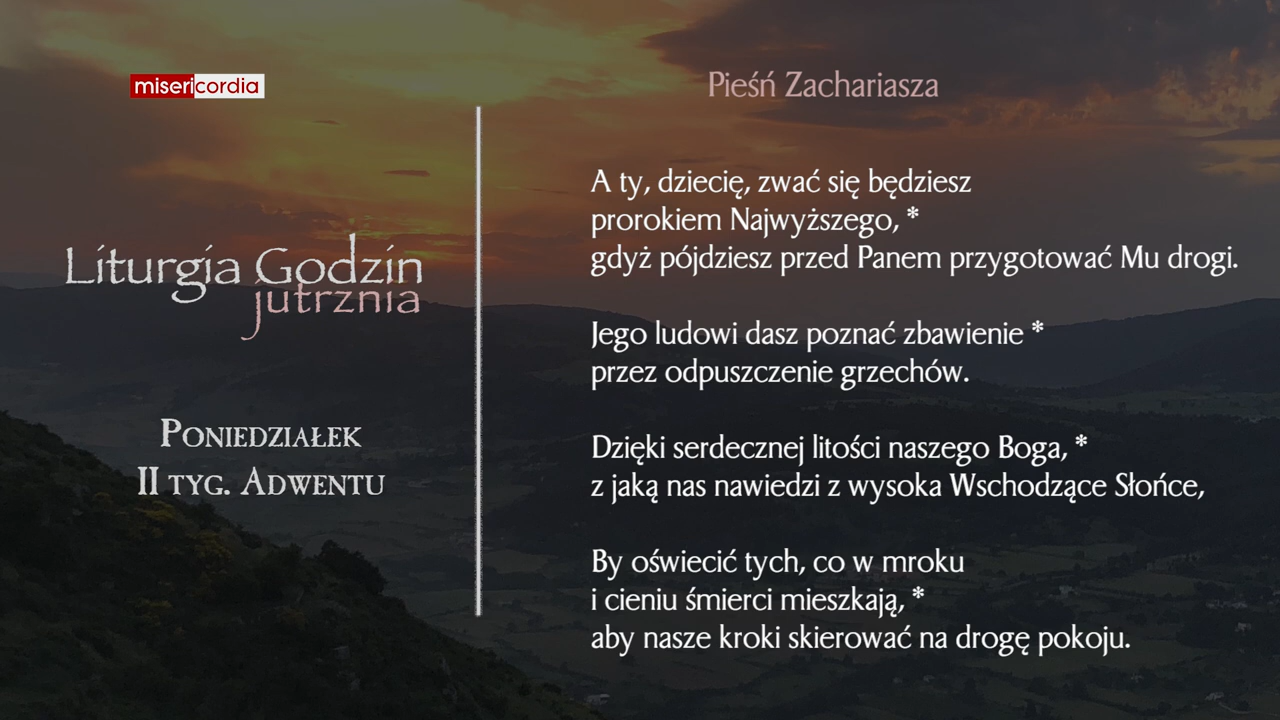 misericordia
Liturgia Godzin
jutrznia
Poniedziałek
II tyg. Adwentu
Pieśń Zachariasza
A ty, dziecię, zwać się będziesz
prorokiem Najwyższego, *
gdyż pójdziesz przed Panem przygotować Mu drogi.
Jego ludowi dasz poznać zbawienie *
przez odpuszczenie grzechów.
Dzięki serdecznej litości naszego Boga, *
z jaką nas nawiedzi z wysoka Wschodzące Słońce,
By oświecić tych, co w mroku
i cieniu śmierci mieszkają, *
aby nasze kroki skierować na drogę pokoju.